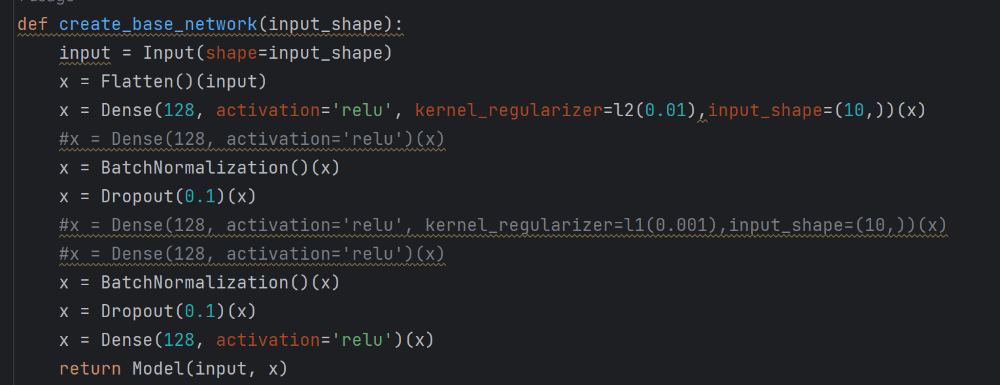 def create_base_network(input_shape):
    input = Input(shape=input_shape)
    x = Flatten()(input)
    x = Dense(128, activation='relu', kernel_regularizer=l2(0.01),input_shape=(10,))(x)
    #x = Dense(128, activation='relu')(x)
    x = BatchNormalization()(x)
    x = Dropout(0.1)(x)
    #x = Dense(128, activation='relu', kernel_regularizer=l1(0.001),input_shape=(10,))(x)
    #x = Dense(128, activation='relu')(x)
    x = BatchNormalization()(x)
    x = Dropout(0.1)(x)
    x = Dense(128, activation='relu')(x)
    return Model(input, x)